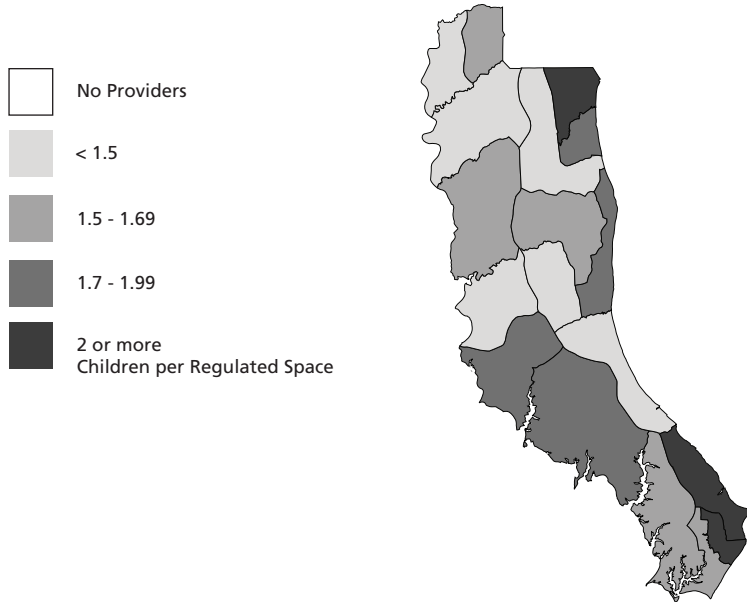 No Providers
< 1.5
1.5 - 1.69
1.7 - 1.99
2 or more
Children per Regulated Space